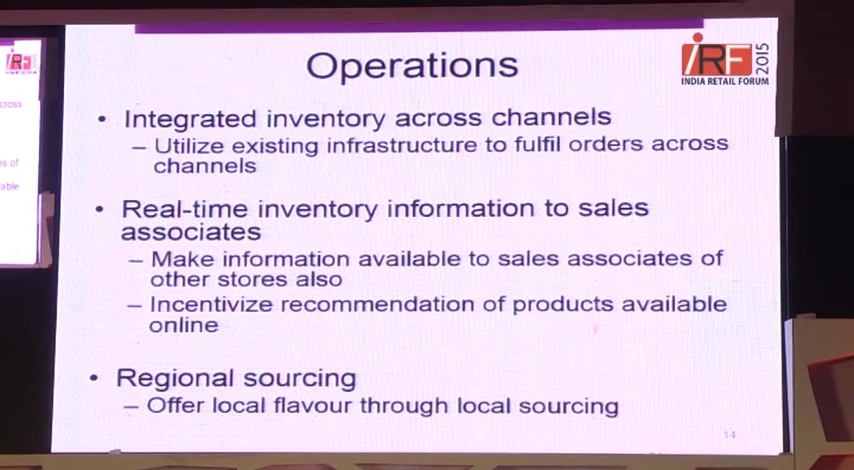 Operations
iRF
2015
INDIA RETAIL FORUM
• Integrated inventory across channels
– Utilize existing infrastructure to fulfil orders across
channels
• Real-time inventory information to sales
associates
– Make information available to sales associates of
other stores also
– Incentivize recommendation of products available
online
• Regional sourcing
– Offer local flavour through local sourcing
14